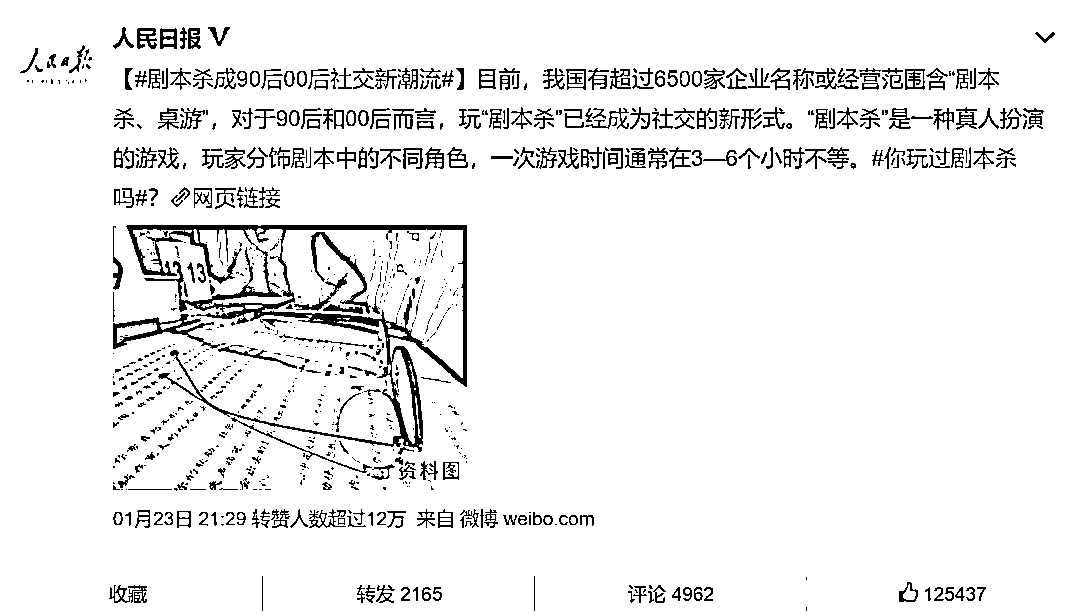 人民日报
人民日报 V
【#剧本杀成90后00后社交新潮流#】目前，我国有超过6500家企业名称或经营范围含“剧本
杀、桌游”，对于90后和00后而言，玩“剧本杀”已经成为社交的新形式。“剧本杀”是一种真人扮演
的游戏，玩家分饰剧本中的不同角色，一次游戏时间通常在3—6个小时不等。#你玩过剧本杀
吗#？网页链接
13
资料图
01月23日 21:29 转赞人数超过12万 来自 微博 weibo.com
收藏 转发 2165 评论 4962 125437